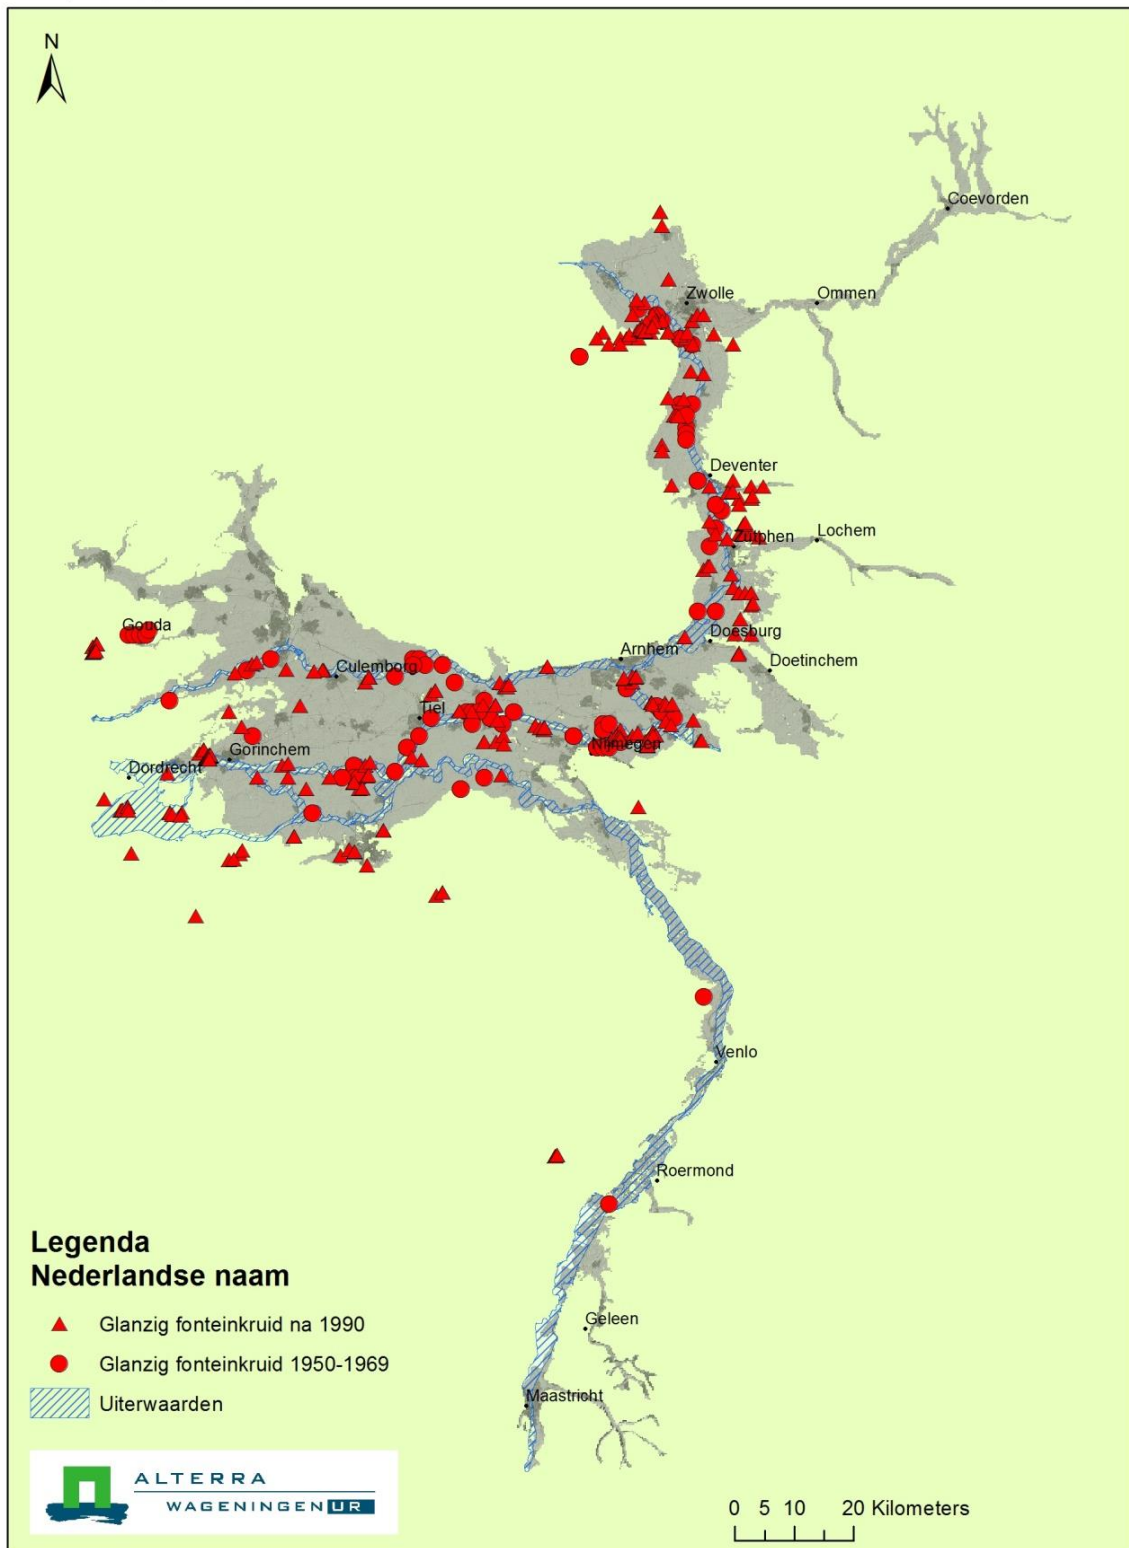 N
Coevorden
Zwolle
Ommen
Deventer
Zutphen
Lochem
Gouda
Doesburg
Arnhem
Doetinchem
Culemborg
Tiel
Nijmegen
Gorinchem
Dordrecht
Venlo
Roermond
Legenda
Nederlandse naam
Glanzig fonteinkruid na 1990
Geleen
Glanzig fonteinkruid 1950-1969
Uiterwaarden
Maastricht
ALTERRA
WAGENINGEN UR
0 5 10 20 Kilometers